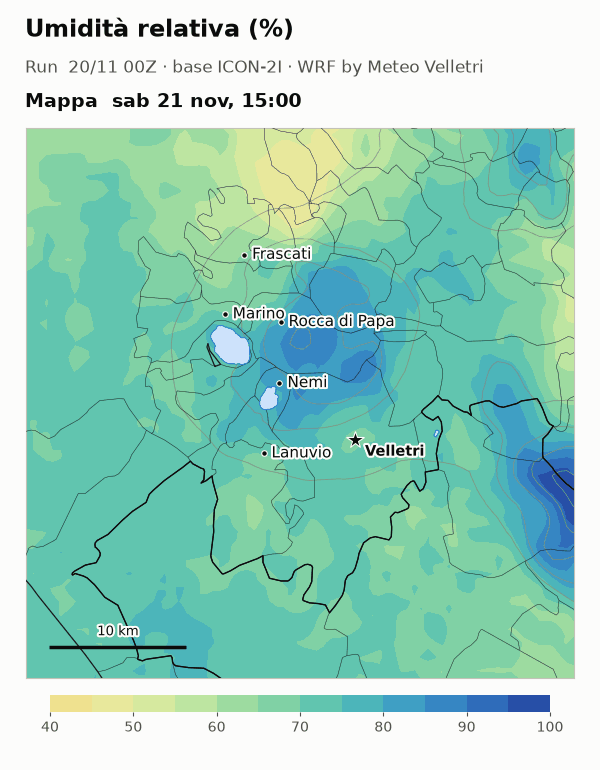 Umidità relativa (%)
Run  20/11 00Z · base ICON-2I · WRF by Meteo Velletri
Mappa  sab 21 nov, 15:00
Frascati
Marino
Rocca di Papa
Nemi
Velletri
Lanuvio
10 km
40 50 60 70 80 90 100